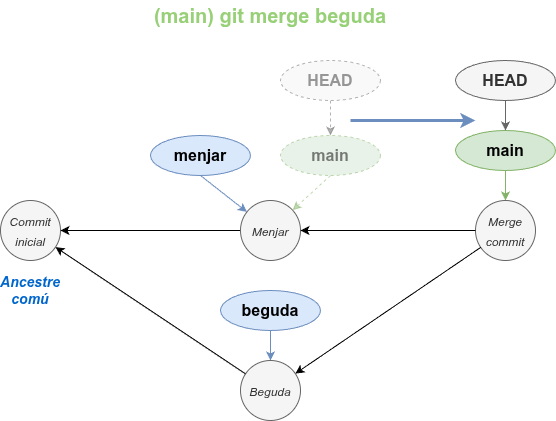 (main) git merge beguda
HEAD
HEAD
menjar
main
main
Commit
inicial
Menjar
Merge
commit
Ancestre
comú
beguda
Beguda